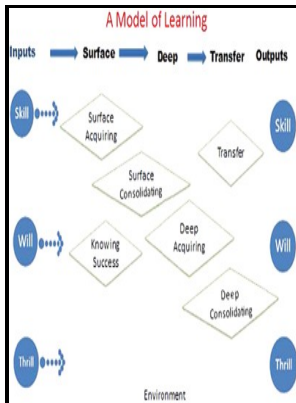 A Model of Learning
Inputs Surface Deep Transfer Outputs
Skill
Surface
Acquiring
Transfer
Skill
Surface
Consolidating
Will
Knowing
Success
Deep
Acquiring
Will
Deep
Consolidating
Thrill
Thrill
Environment